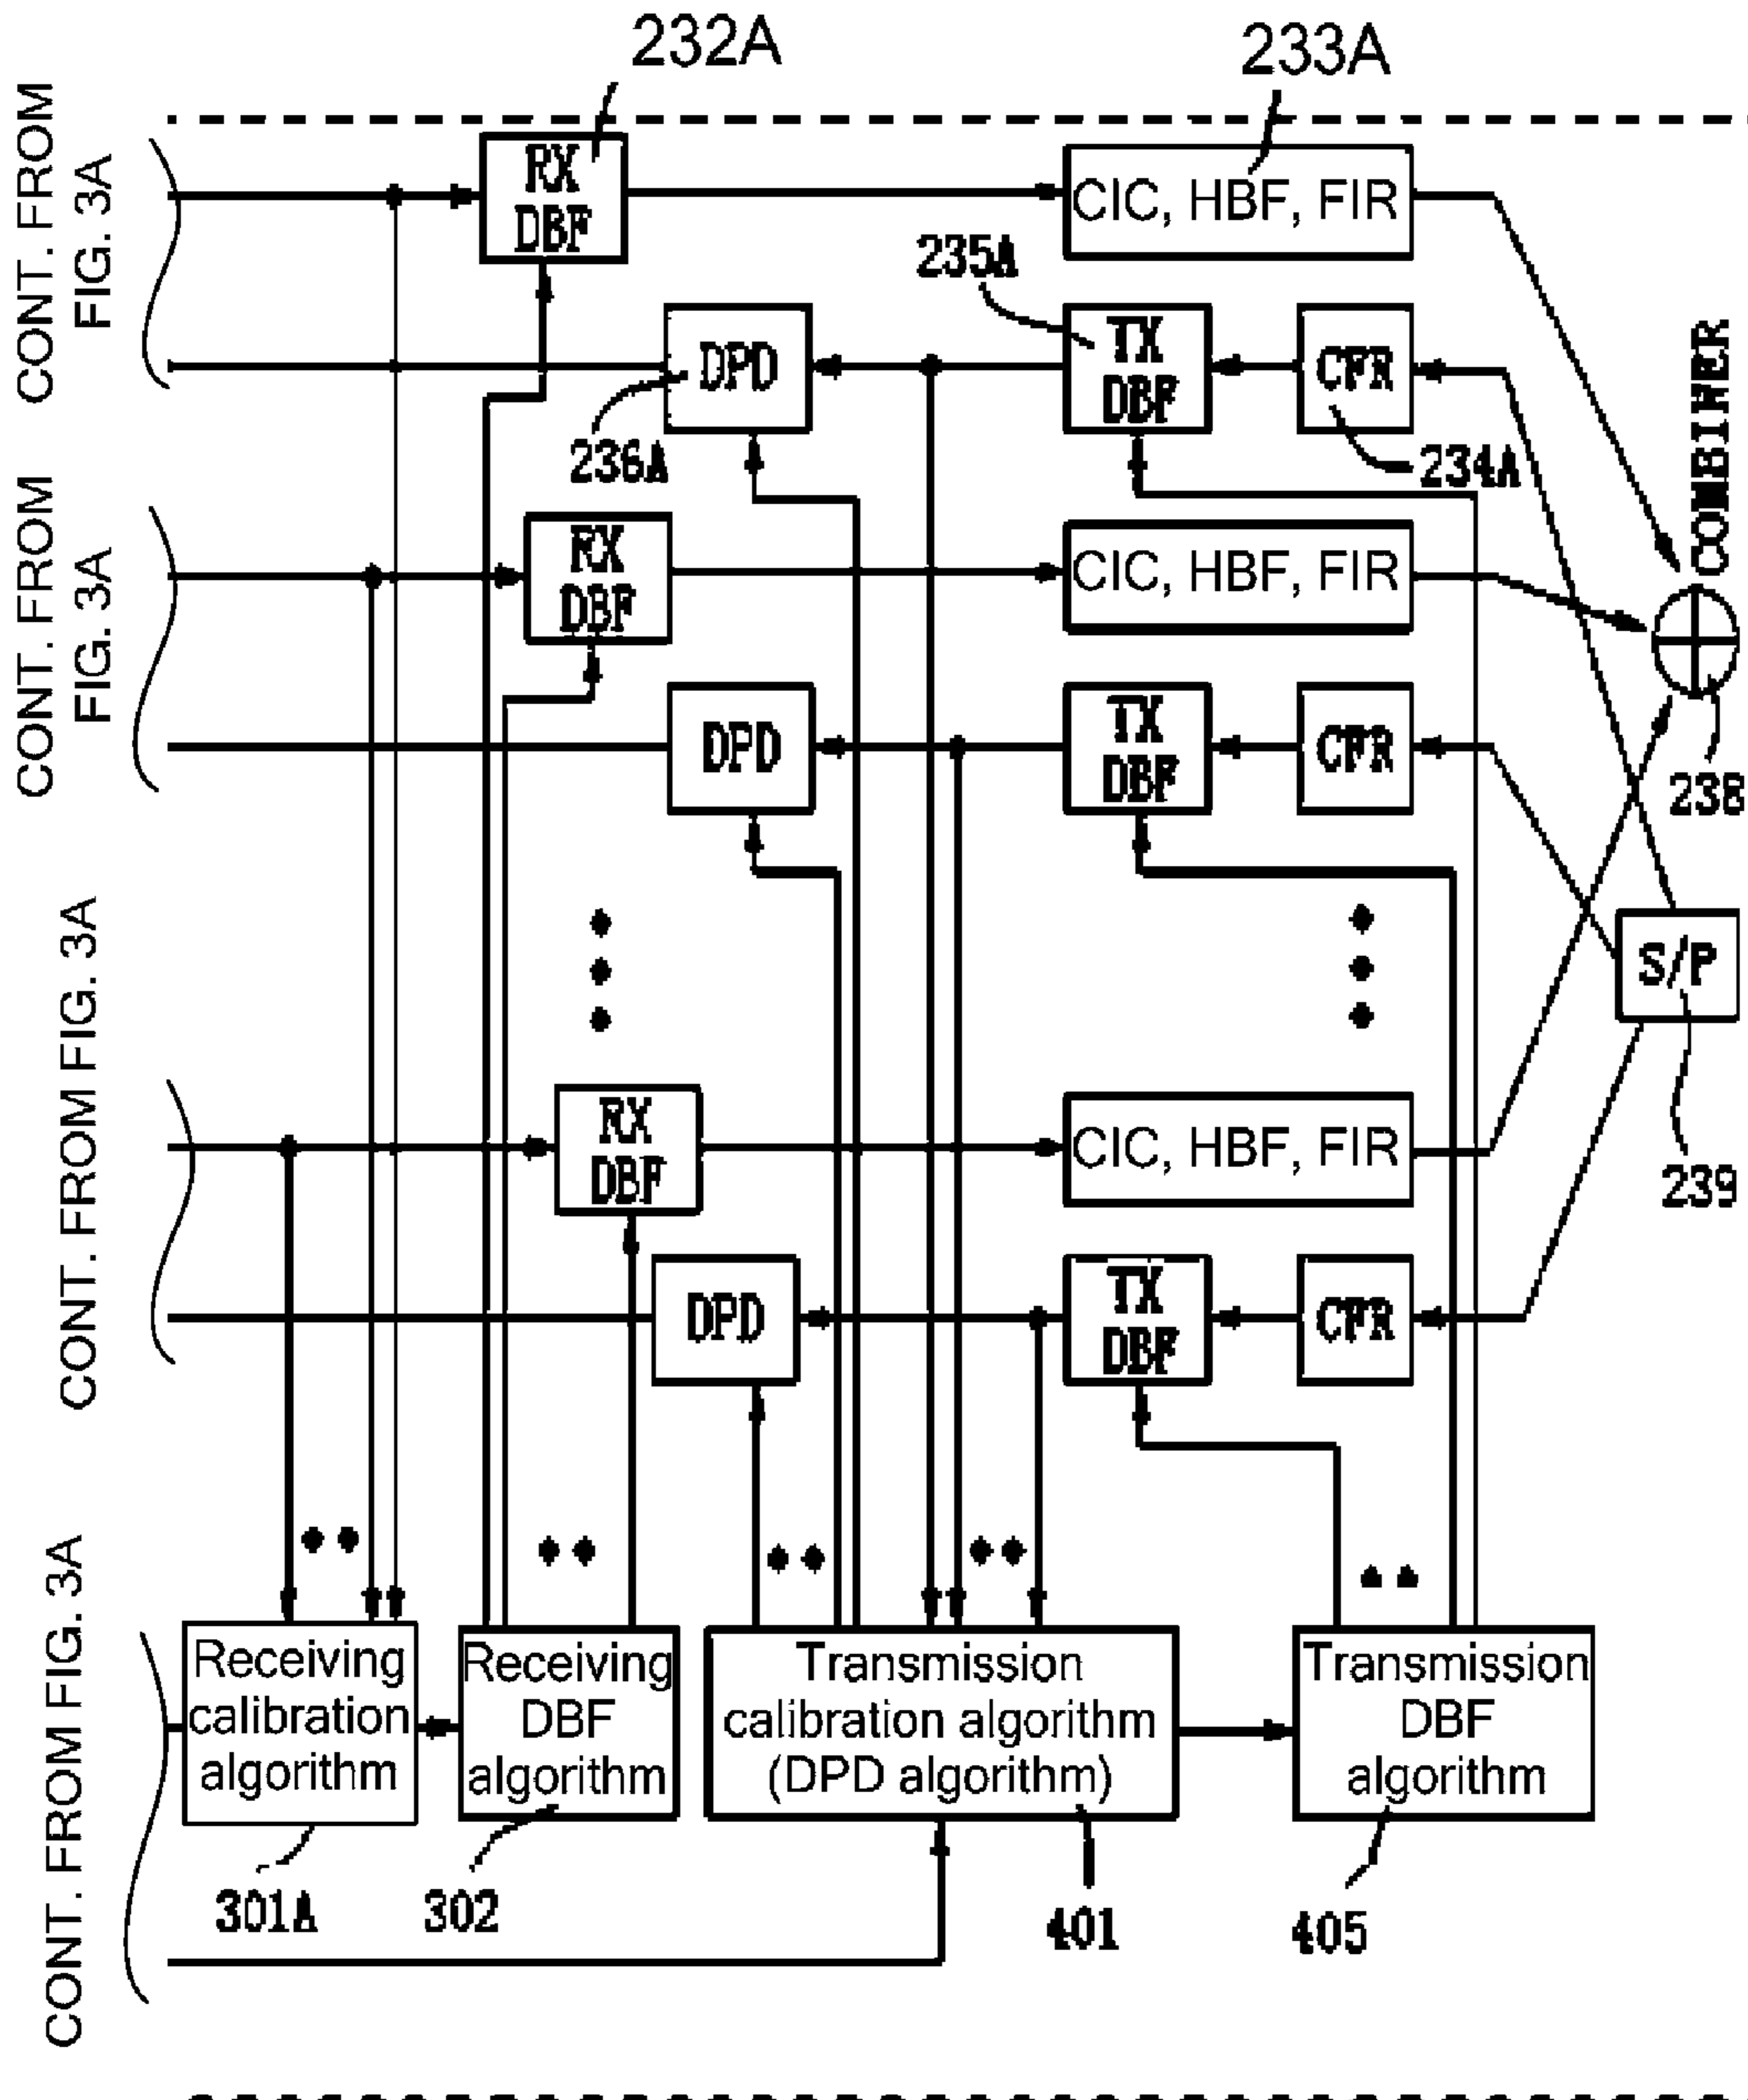 232A
233A
CONT. FROM
FIG. 3A
RX
DBF
CIC, HBF, FIR
235A
DPD
TX
DBF
CFR
236A
234A
COMBINER
CONT. FROM
FIG. 3A
RX
DBF
CIC, HBF, FIR
DPD
TX
DBF
CFR
238
S/P
239
CONT. FROM FIG. 3A
RX
DBF
CIC, HBF, FIR
DPD
TX
DBF
CFR
CONT. FROM FIG. 3A
Receiving
calibration
algorithm
Receiving
DBF
algorithm
Transmission
calibration algorithm
(DPD algorithm)
Transmission
DBF
algorithm
301A
302
401
405